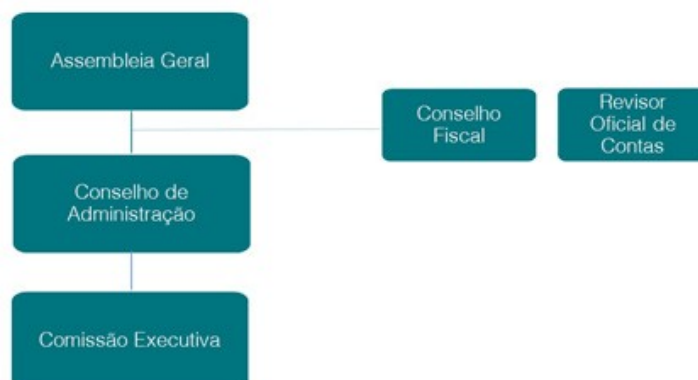 Assembleia Geral
Conselho
Fiscal
Revisor
Oficial de
Contas
Conselho de
Administração
Comissão Executiva